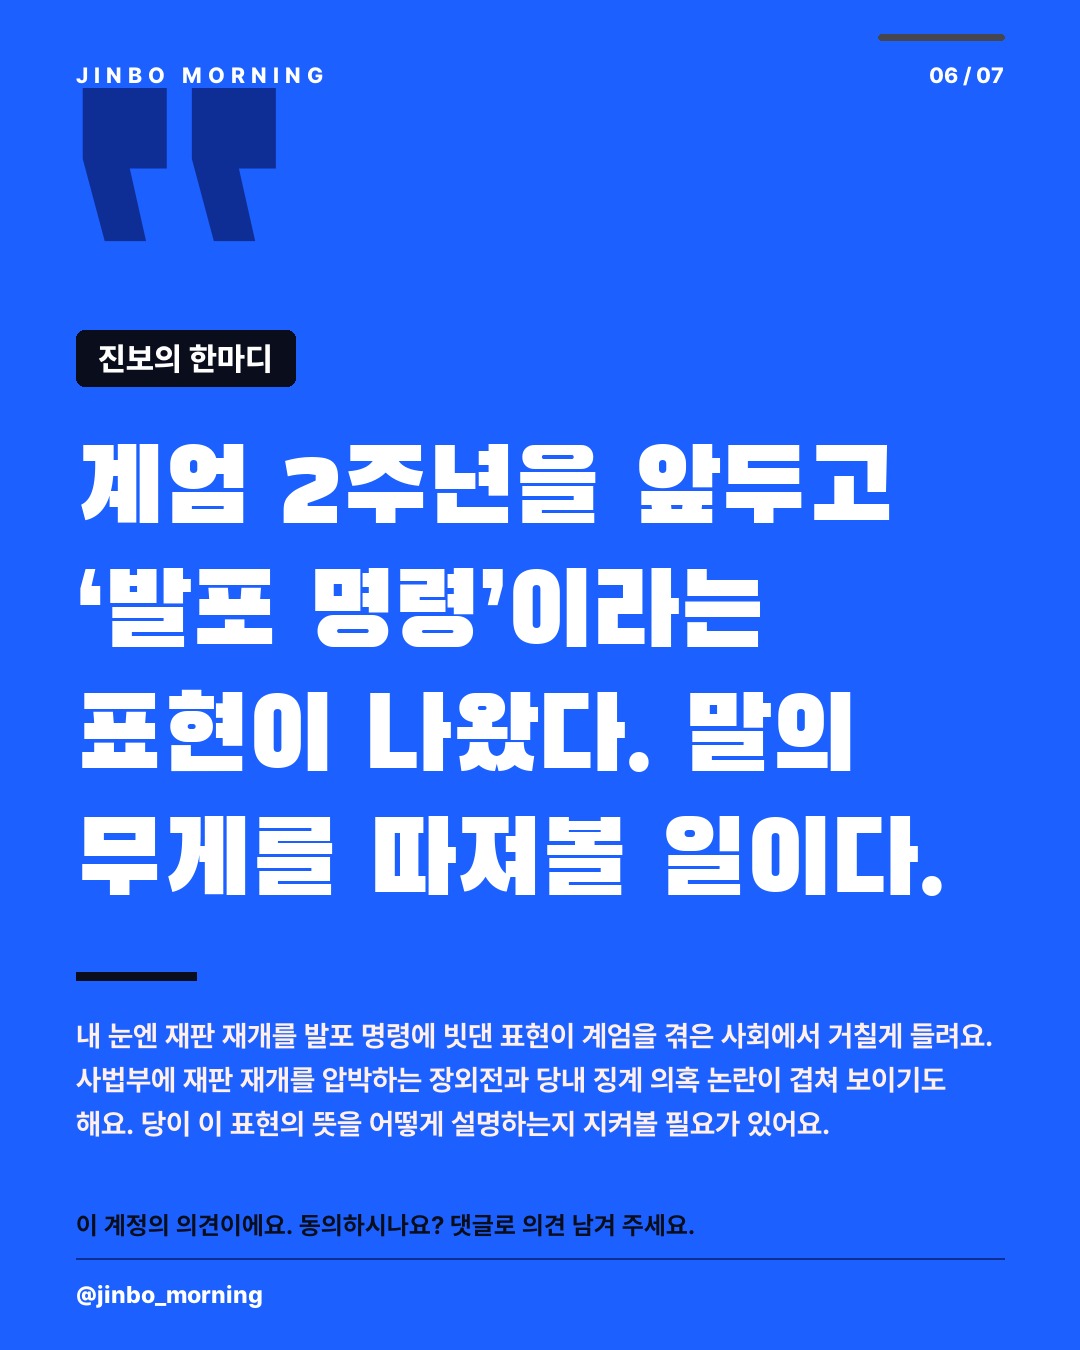 JINBO MORNING
06 / 07
진보의 한마디
계엄 2주년을 앞두고
‘발포 명령’이라는
표현이 나왔다. 말의
무게를 따져볼 일이다.
내 눈엔 재판 재개를 발포 명령에 빗댄 표현이 계엄을 겪은 사회에서 거칠게 들려요.
사법부에 재판 재개를 압박하는 장외전과 당내 징계 의혹 논란이 겹쳐 보이기도
해요. 당이 이 표현의 뜻을 어떻게 설명하는지 지켜볼 필요가 있어요.
이 계정의 의견이에요. 동의하시나요? 댓글로 의견 남겨 주세요.
@jinbo_morning